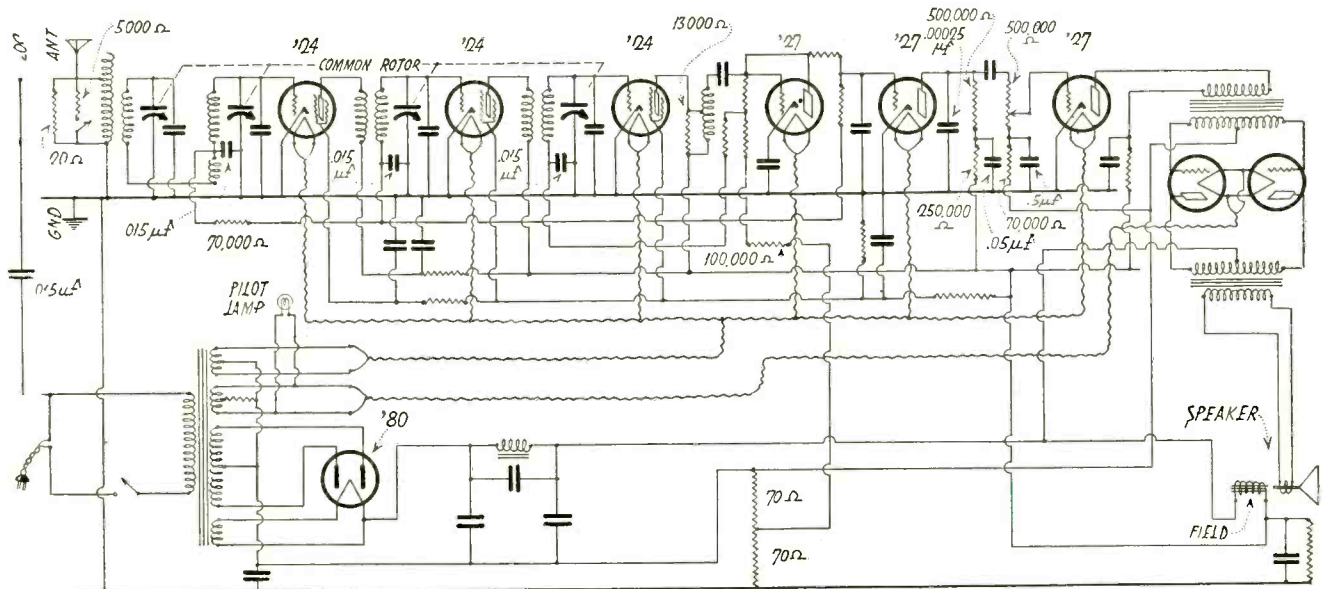 LOC
ANT
5000 Ω
20 Ω
COMMON ROTOR
'24
'24
'24
13000 Ω
'27
'27
500,000 Ω
.00025 µf
500,000 Ω
'27
.015 µf
.015 µf
GND
.015 µf
70,000 Ω
250,000 Ω
.05 µf
70,000 Ω
.5 µf
100,000 Ω
.015 µf
PILOT LAMP
'80
70 Ω
70 Ω
SPEAKER
FIELD